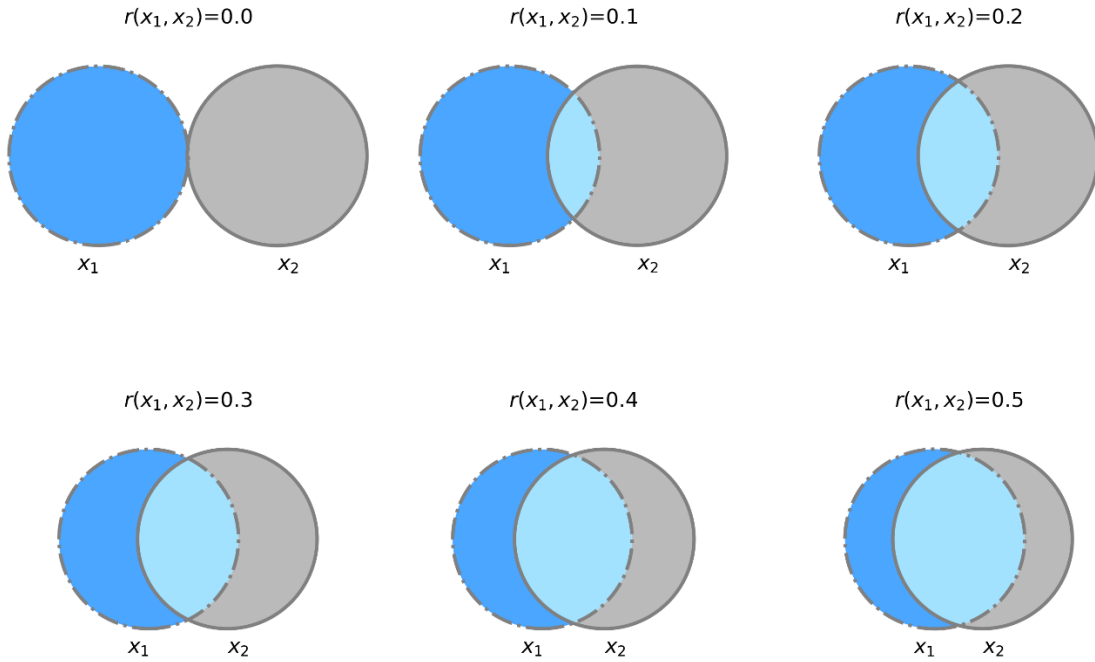 r(x₁, x₂)=0.0
r(x₁, x₂)=0.1
r(x₁, x₂)=0.2
x₁ x₂
x₁ x₂
x₁ x₂
r(x₁, x₂)=0.3
r(x₁, x₂)=0.4
r(x₁, x₂)=0.5
x₁ x₂
x₁ x₂
x₁ x₂